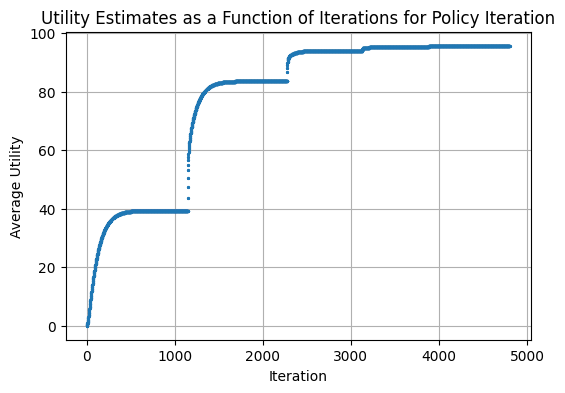 Utility Estimates as a Function of Iterations for Policy Iteration
100
80
60
40
20
0
Average Utility
0 1000 2000 3000 4000 5000
Iteration